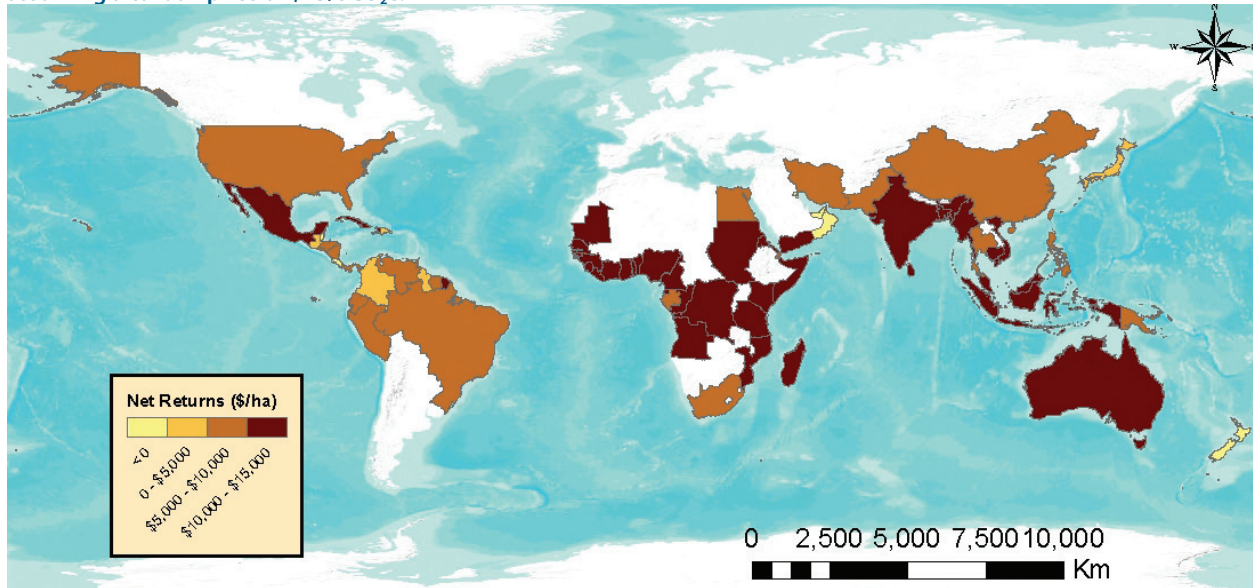 N
W
S
Net Returns ($/ha)
<0
0 - $5,000
$5,000 - $10,000
$10,000 - $15,000
0 2,500 5,000 7,500 10,000
Km